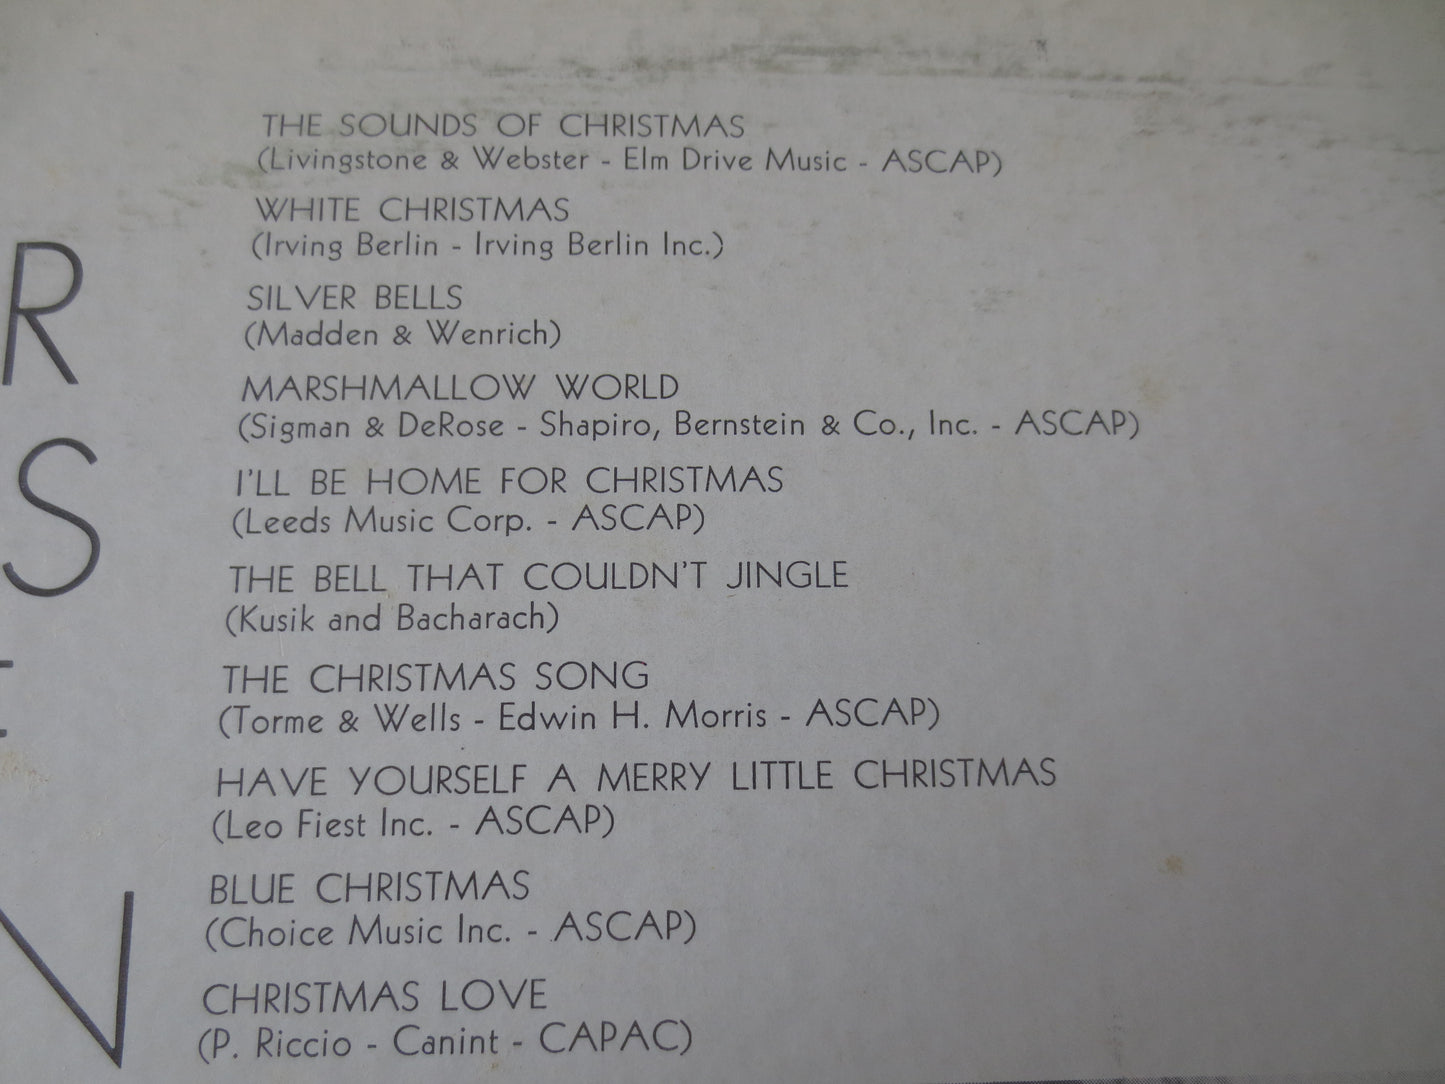 THE SOUNDS OF CHRISTMAS
(Livingstone & Webster - Elm Drive Music - ASCAP)
WHITE CHRISTMAS
(Irving Berlin - Irving Berlin Inc.)
SILVER BELLS
(Madden & Wenrich)
MARSHMALLOW WORLD
(Sigman & DeRose - Shapiro, Bernstein & Co., Inc. - ASCAP)
I'LL BE HOME FOR CHRISTMAS
(Leeds Music Corp. - ASCAP)
THE BELL THAT COULDN'T JINGLE
(Kusik and Bacharach)
THE CHRISTMAS SONG
(Torme & Wells - Edwin H. Morris - ASCAP)
HAVE YOURSELF A MERRY LITTLE CHRISTMAS
(Leo Fiest Inc. - ASCAP)
BLUE CHRISTMAS
(Choice Music Inc. - ASCAP)
CHRISTMAS LOVE
(P. Riccio - Canint - CAPAC)
R
S